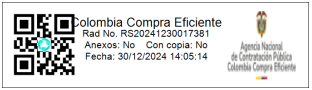 Colombia Compra Eficiente
Rad No. RS20241230017381
Anexos: No Con copia: No
Fecha: 30/12/2024 14:05:14
Agencia Nacional
de Contratación Pública
Colombia Compra Eficiente